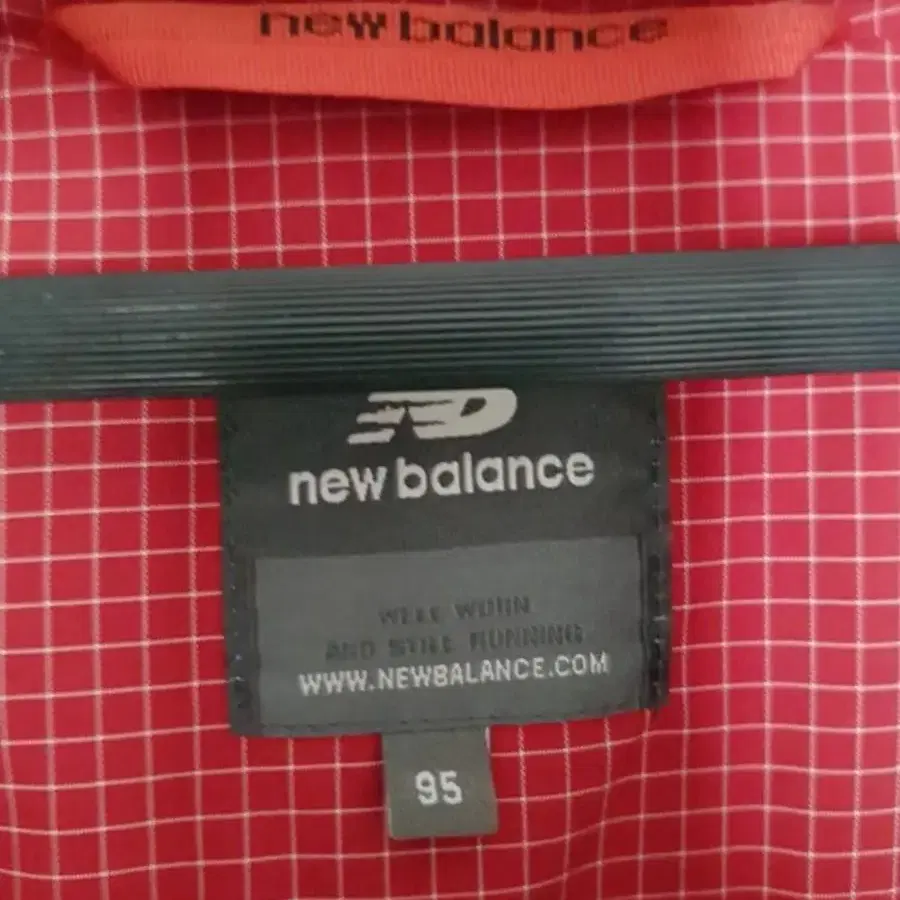 new balance
new balance
WELL WORN
AND STILL RUNNING
WWW.NEWBALANCE.COM
95